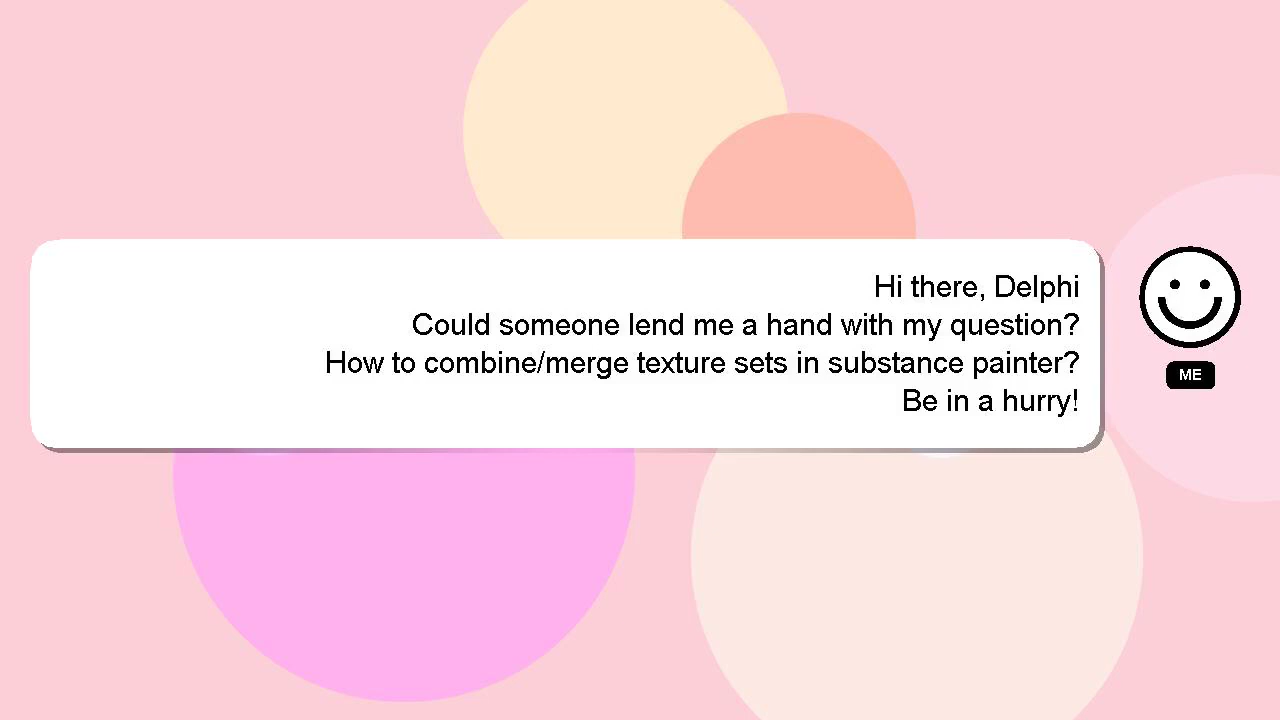 Hi there, Delphi
Could someone lend me a hand with my question?
How to combine/merge texture sets in substance painter?
Be in a hurry!
ME